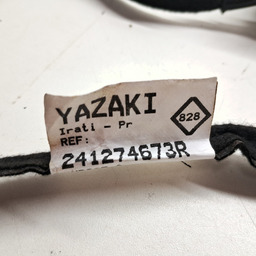 YAZAKI
828
Irati - Pr
REF:
241274673R